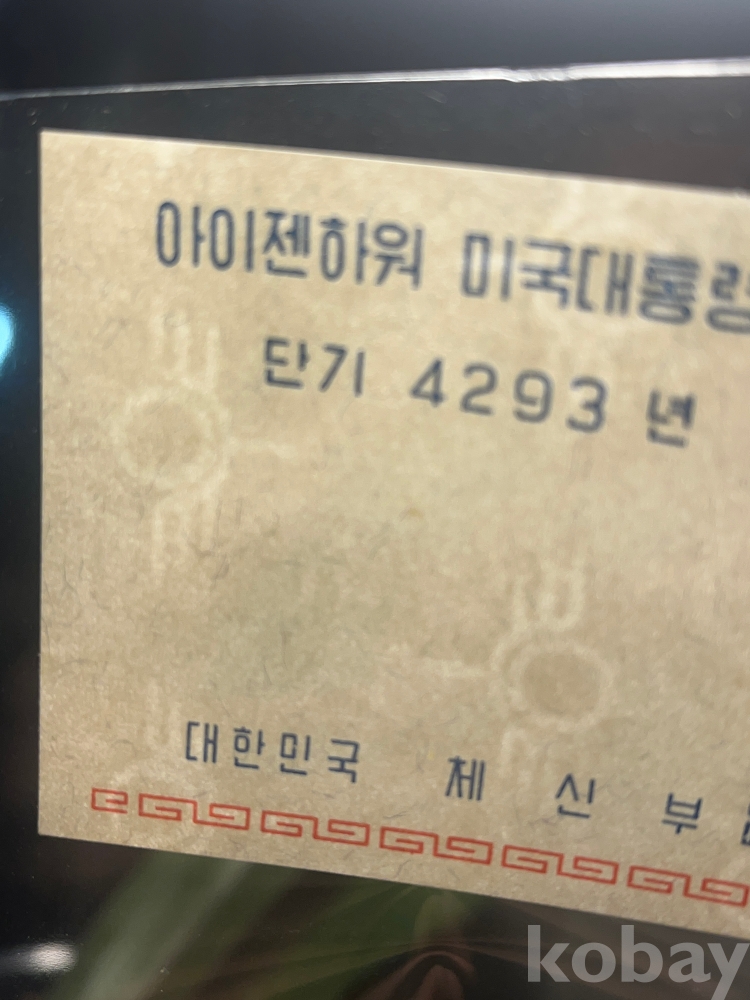 아이젠하워 미국대통령
단기 4293 년
대한민국 체 신 부
kobay